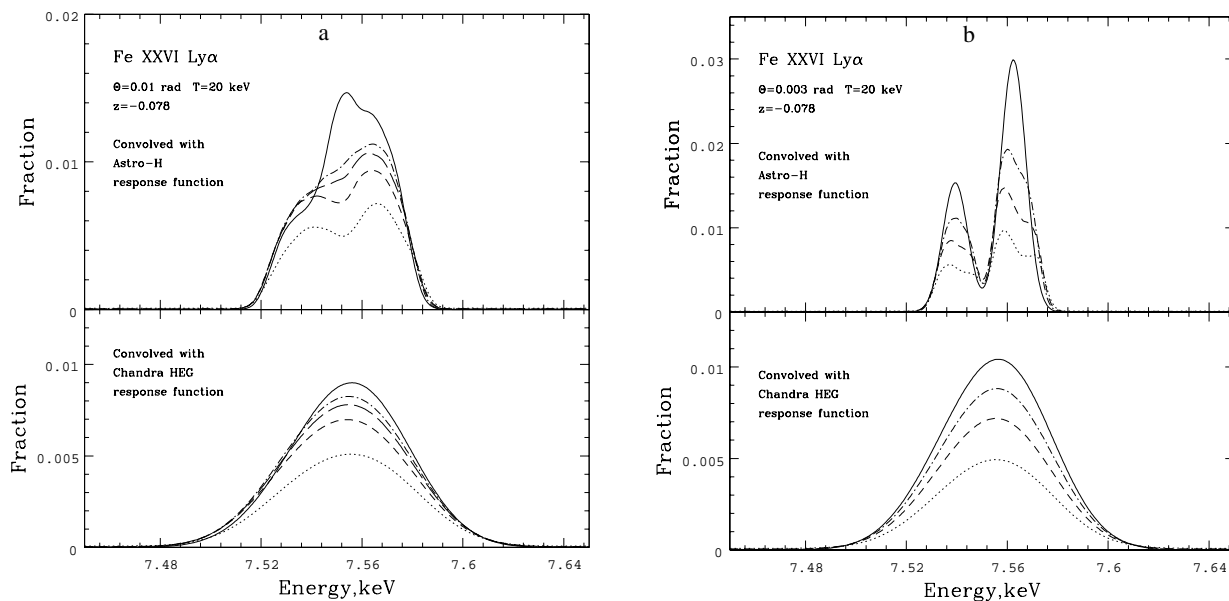 a
0.02
Fe XXVI Lyα
Θ=0.01 rad T=20 keV
z=−0.078
Convolved with
Astro-H
response function
Fraction
0.01
0
Convolved with
Chandra HEG
response function
Fraction
0.01
0.005
0
7.48 7.52 7.56 7.6 7.64
Energy,keV
b
0.03
Fe XXVI Lyα
Θ=0.003 rad T=20 keV
z=−0.078
Convolved with
Astro-H
response function
Fraction
0.02
0.01
0
Convolved with
Chandra HEG
response function
Fraction
0.01
0.005
0
7.48 7.52 7.56 7.6 7.64
Energy,keV